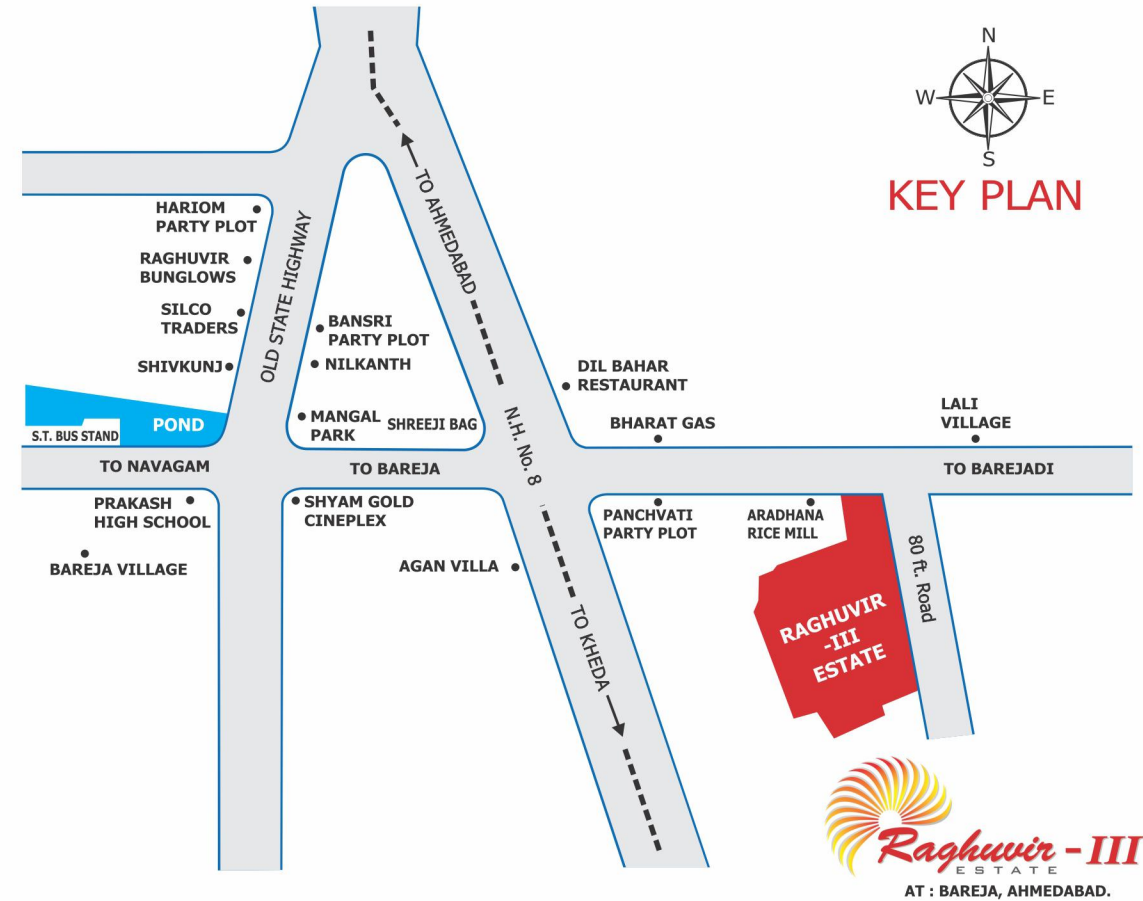 N
W
E
S
KEY PLAN
TO AHMEDABAD
HARIOM
PARTY PLOT
RAGHUVIR
BUNGLOWS
OLD STATE HIGHWAY
SILCO
TRADERS
BANSRI
PARTY PLOT
SHIVKUNJ
NILKANTH
DIL BAHAR
RESTAURANT
MANGAL
PARK
SHREEJI BAG
N.H. No. 8
BHARAT GAS
LALI
VILLAGE
POND
S.T. BUS STAND
TO NAVAGAM
TO BAREJA
TO BAREJADI
PRAKASH
HIGH SCHOOL
SHYAM GOLD
CINEPLEX
PANCHVATI
PARTY PLOT
ARADHANA
RICE MILL
BAREJA VILLAGE
AGAN VILLA
80 ft. Road
TO KHEDA
RAGHUVIR
-III
ESTATE
Raghuvir - III
ESTATE
AT : BAREJA, AHMEDABAD.